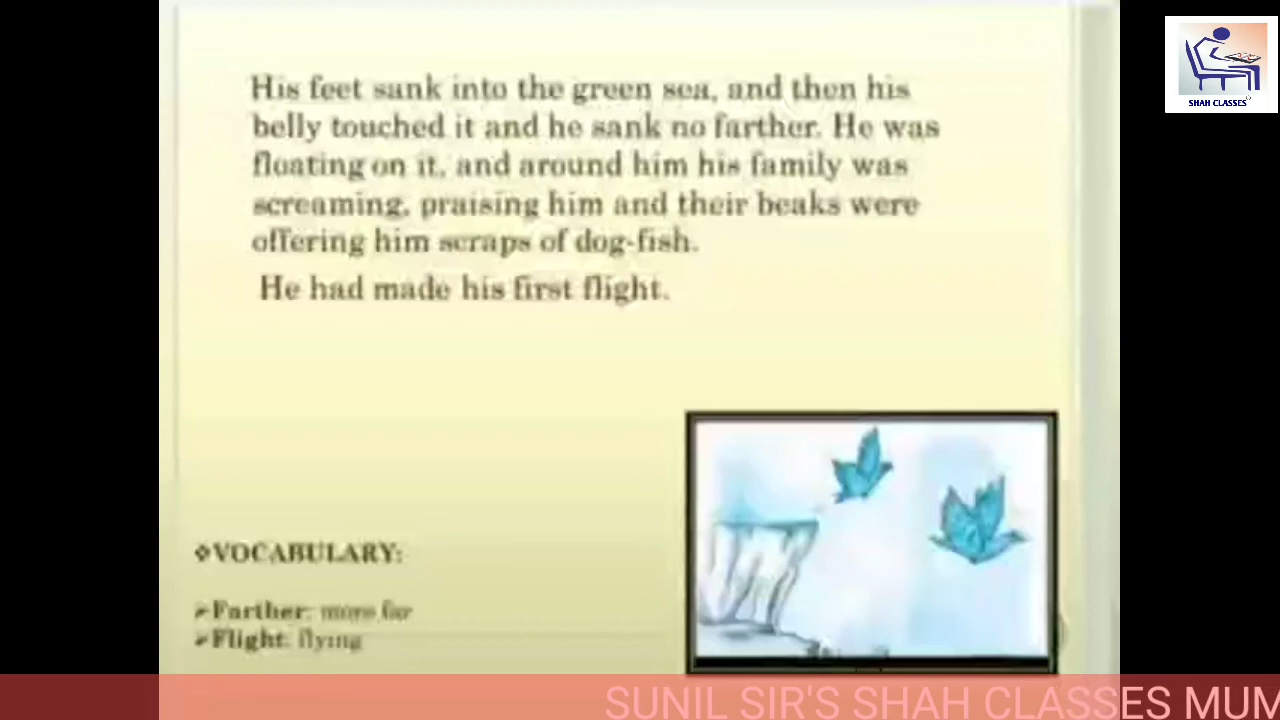 His feet sank into the green sea, and then his
belly touched it and he sank no farther. He was
floating on it, and around him his family was
screaming, praising him and their beaks were
offering him scraps of dog-fish.
He had made his first flight.
❖VOCABULARY:
➢Farther: more far
➢Flight: flying
SHAH CLASSES
SUNIL SIR'S SHAH CLASSES MUM